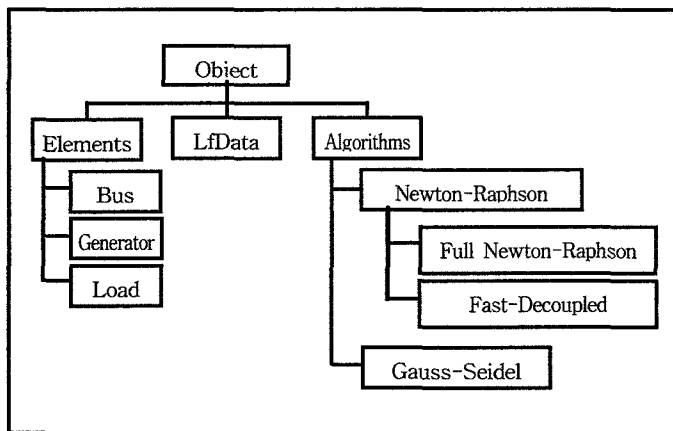 Object
Elements
LfData
Algorithms
Bus
Generator
Load
Newton-Raphson
Full Newton-Raphson
Fast-Decoupled
Gauss-Seidel